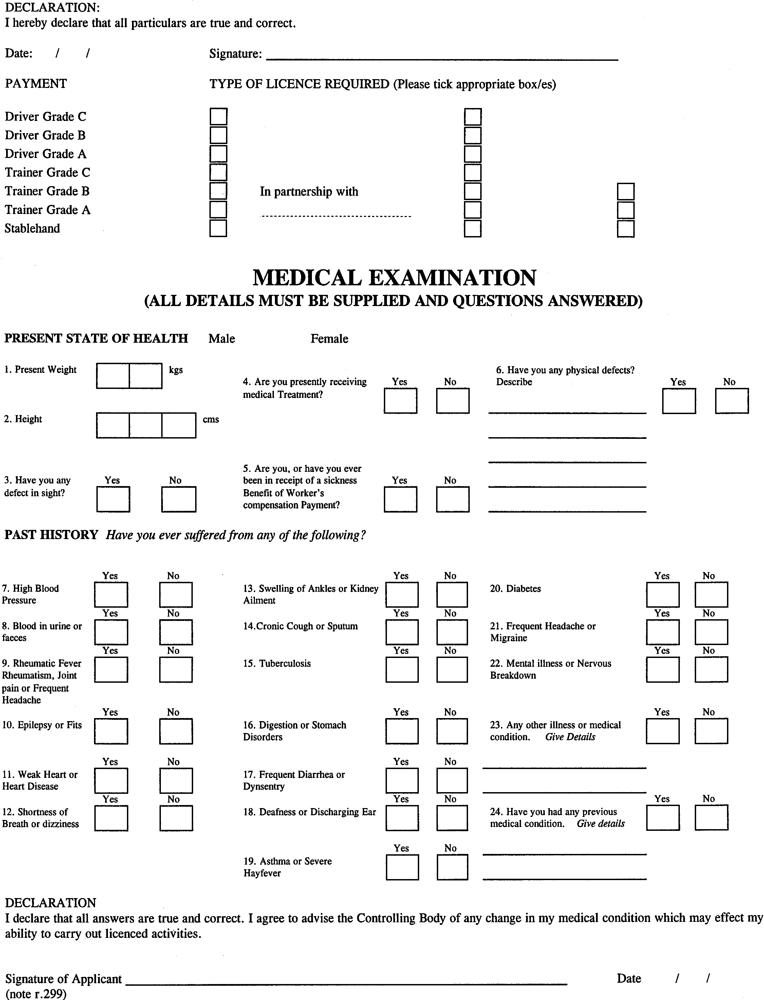 DECLARATION:
I hereby declare that all particulars are true and correct.
Date: / / Signature:
PAYMENT TYPE OF LICENCE REQUIRED (Please tick appropriate box/es)
Driver Grade C
Driver Grade B
Driver Grade A
Trainer Grade C
Trainer Grade B In partnership with
Trainer Grade A
Stablehand
MEDICAL EXAMINATION
(ALL DETAILS MUST BE SUPPLIED AND QUESTIONS ANSWERED)
PRESENT STATE OF HEALTH Male Female
1. Present Weight kgs
2. Height cms
3. Have you any Yes No
defect in sight?
4. Are you presently receiving Yes No
medical Treatment?
5. Are you, or have you ever
been in receipt of a sickness Yes No
Benefit of Worker's
compensation Payment?
6. Have you any physical defects?
Describe Yes No
PAST HISTORY Have you ever suffered from any of the following?
Yes No
7. High Blood
Pressure
Yes No
8. Blood in urine or
faeces
Yes No
9. Rheumatic Fever
Rheumatism, Joint
pain or Frequent
Headache
Yes No
10. Epilepsy or Fits
Yes No
11. Weak Heart or
Heart Disease
Yes No
12. Shortness of
Breath or dizziness
Yes No
13. Swelling of Ankles or Kidney
Ailment
Yes No
14.Cronic Cough or Sputum
Yes No
15. Tuberculosis
Yes No
16. Digestion or Stomach
Disorders
Yes No
17. Frequent Diarrhea or
Dynsentry
Yes No
18. Deafness or Discharging Ear
Yes No
19. Asthma or Severe
Hayfever
Yes No
20. Diabetes
Yes No
21. Frequent Headache or
Migraine
Yes No
22. Mental illness or Nervous
Breakdown
Yes No
23. Any other illness or medical
condition. Give Details
Yes No
24. Have you had any previous
medical condition. Give details
DECLARATION
I declare that all answers are true and correct. I agree to advise the Controlling Body of any change in my medical condition which may effect my
ability to carry out licenced activities.
Signature of Applicant Date / /
(note r.299)